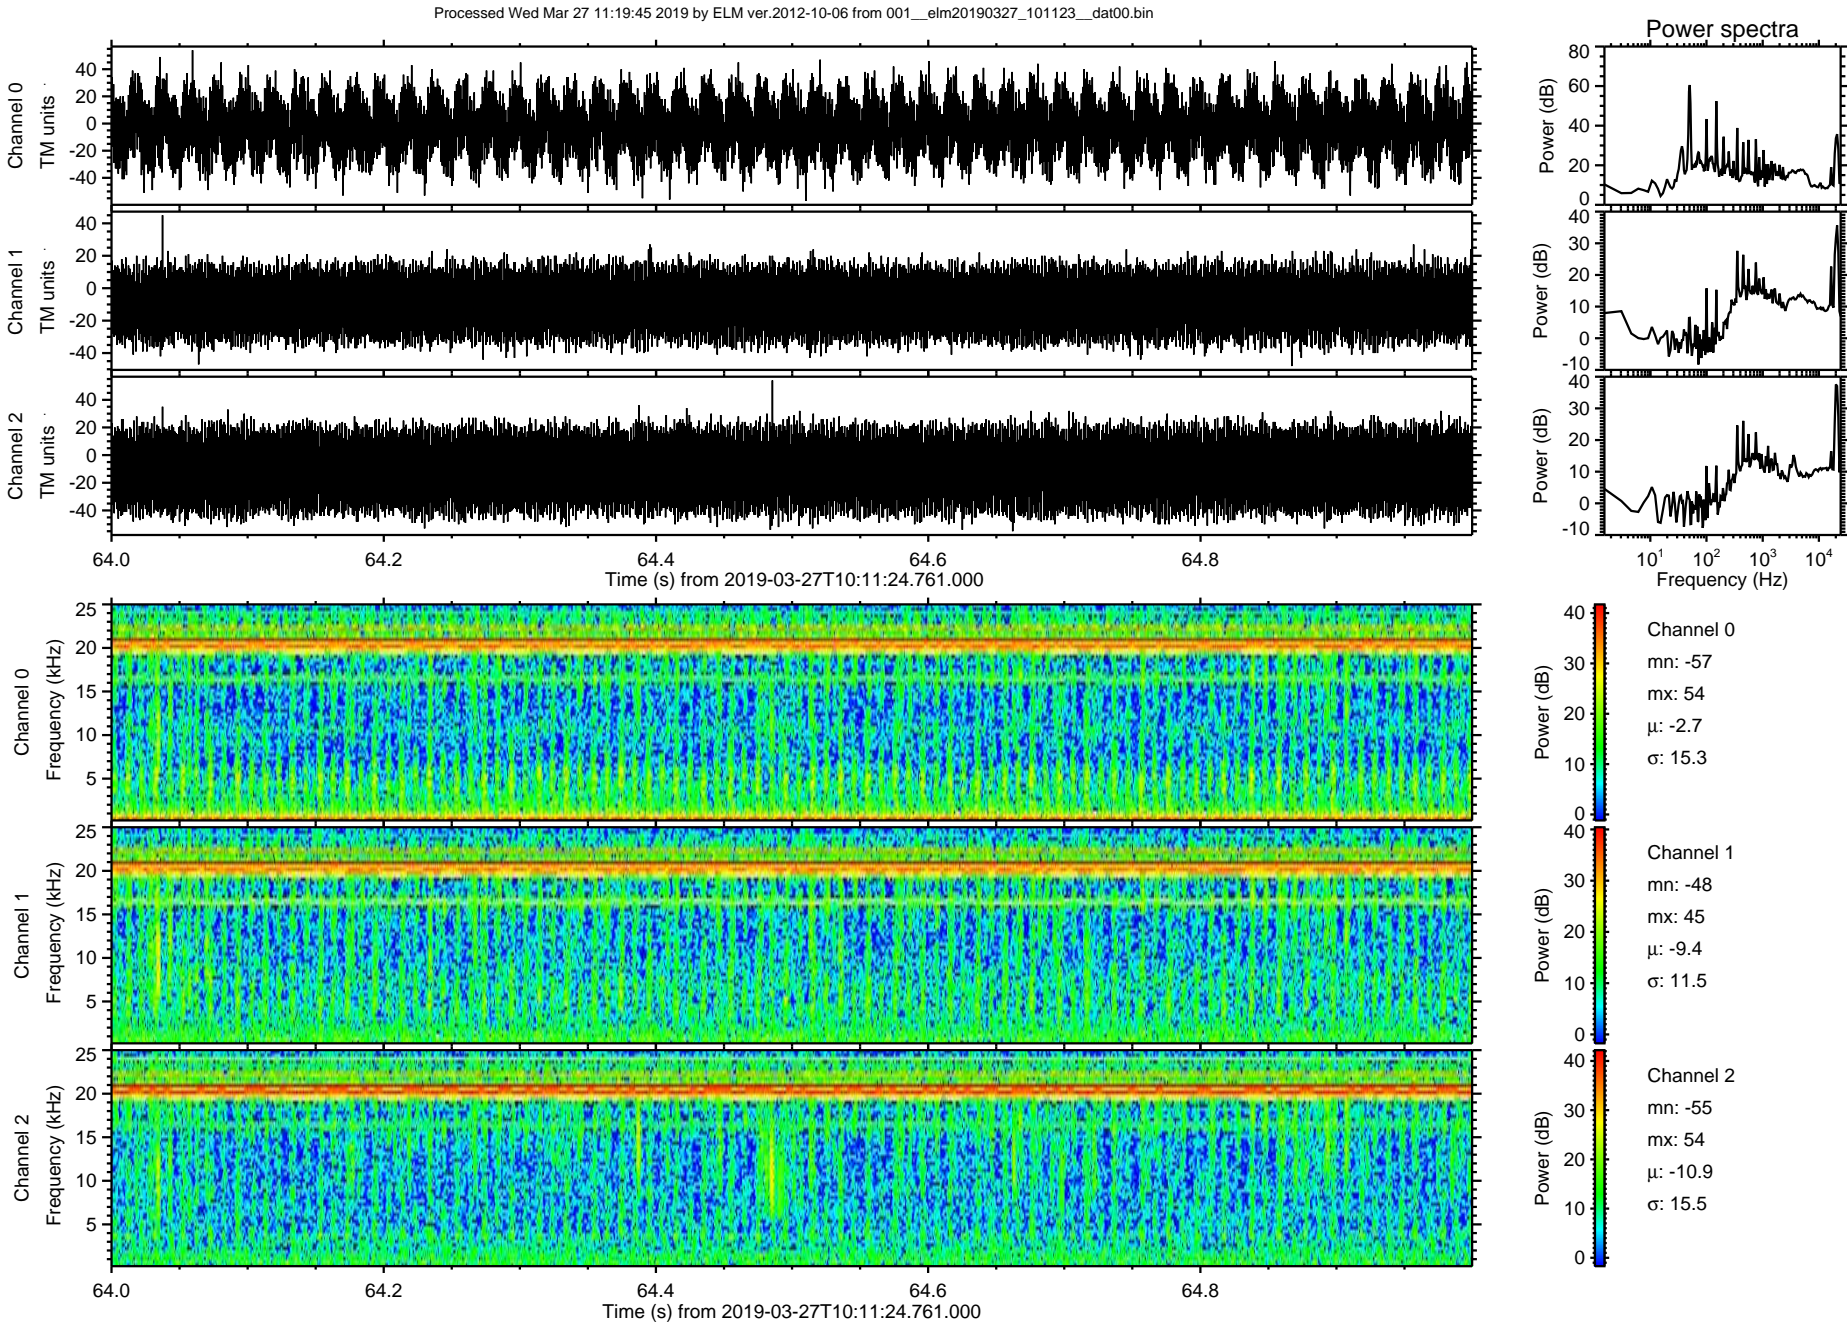 Processed Wed Mar 27 11:19:45 2019 by ELM ver.2012-10-06 from 001__elm20190327_101123__dat00.bin
Power spectra
Channel 0
TM units
40
20
0
-20
-40
Power (dB)
80
60
40
20
0
Channel 1
TM units
40
20
0
-20
-40
Power (dB)
40
30
20
10
0
-10
Channel 2
TM units
40
20
0
-20
-40
Power (dB)
40
30
20
10
0
-10
64.0 64.2 64.4 64.6 64.8
Time (s) from 2019-03-27T10:11:24.761.000
10^1 10^2 10^3 10^4
Frequency (Hz)
Channel 0
Frequency (kHz)
25
20
15
10
5
Power (dB)
40
30
20
10
0
Channel 0
mn: -57
mx: 54
μ: -2.7
σ: 15.3
Channel 1
Frequency (kHz)
25
20
15
10
5
Power (dB)
40
30
20
10
0
Channel 1
mn: -48
mx: 45
μ: -9.4
σ: 11.5
Channel 2
Frequency (kHz)
25
20
15
10
5
Power (dB)
40
30
20
10
0
Channel 2
mn: -55
mx: 54
μ: -10.9
σ: 15.5
64.0 64.2 64.4 64.6 64.8
Time (s) from 2019-03-27T10:11:24.761.000